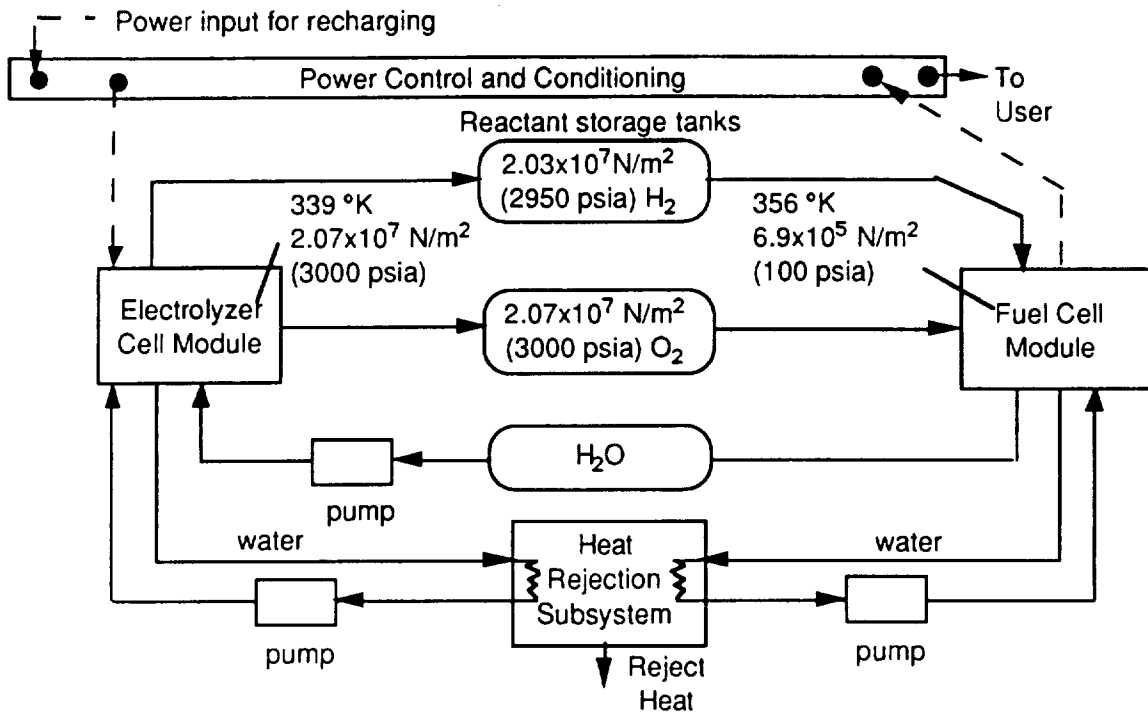 Power input for recharging
Power Control and Conditioning
To
User
Reactant storage tanks
2.03x10⁷N/m²
(2950 psia) H₂
339 °K
2.07x10⁷ N/m²
(3000 psia)
356 °K
6.9x10⁵ N/m²
(100 psia)
Electrolyzer
Cell Module
2.07x10⁷ N/m²
(3000 psia) O₂
Fuel Cell
Module
H₂O
pump
water
Heat
Rejection
Subsystem
water
pump
pump
Reject
Heat